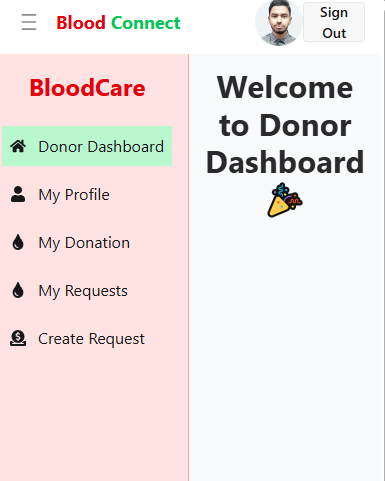 Blood Connect
Sign
Out
BloodCare
Donor Dashboard
My Profile
My Donation
My Requests
Create Request
Welcome
to Donor
Dashboard